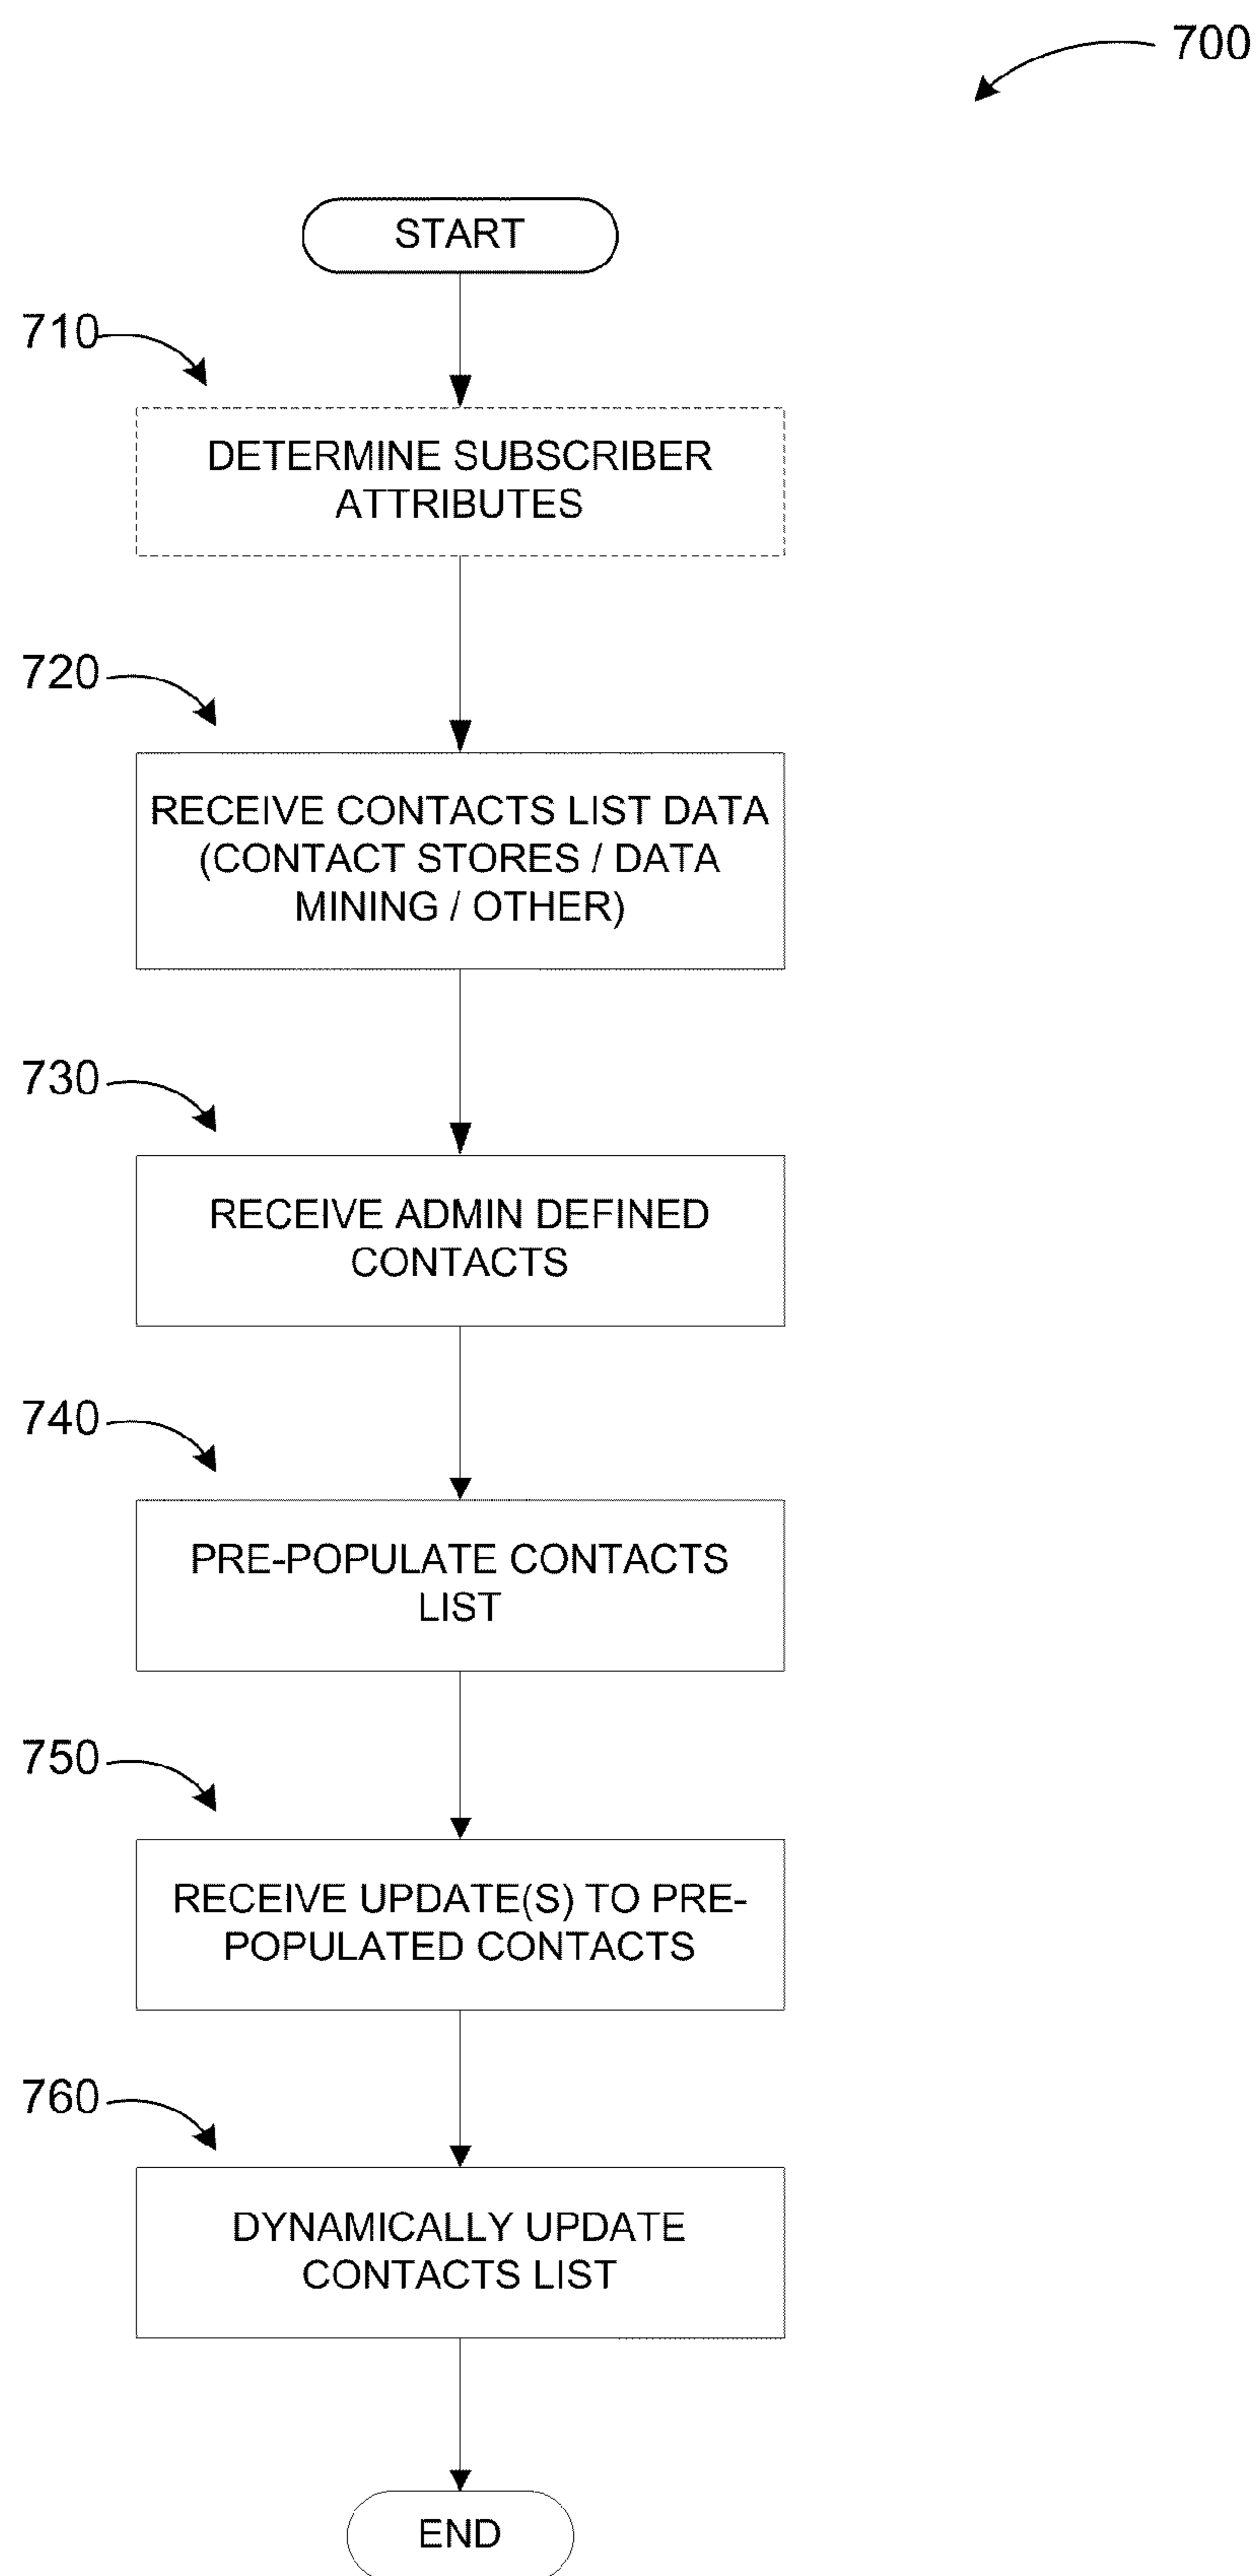 700
START
710
DETERMINE SUBSCRIBER
ATTRIBUTES
720
RECEIVE CONTACTS LIST DATA
(CONTACT STORES / DATA
MINING / OTHER)
730
RECEIVE ADMIN DEFINED
CONTACTS
740
PRE-POPULATE CONTACTS
LIST
750
RECEIVE UPDATE(S) TO PRE-
POPULATED CONTACTS
760
DYNAMICALLY UPDATE
CONTACTS LIST
END